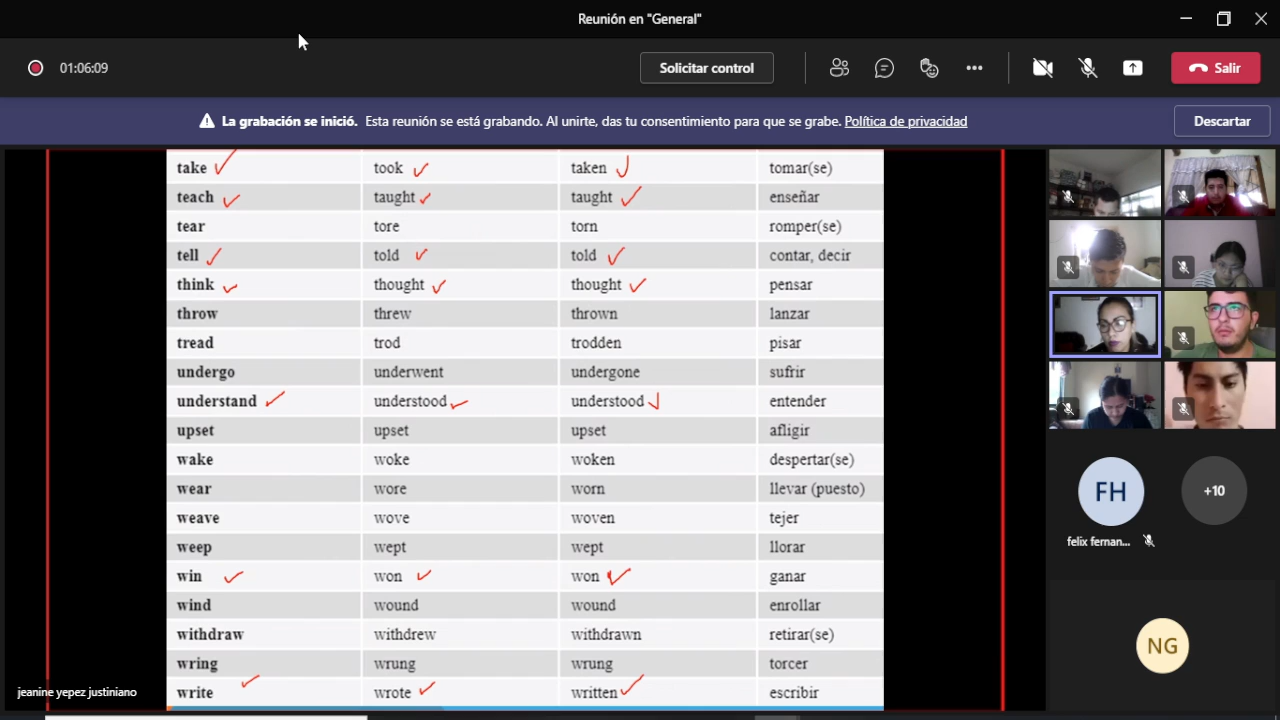 Reunión en "General"
01:06:09 Solicitar control Salir
La grabación se inició. Esta reunión se está grabando. Al unirte, das tu consentimiento para que se grabe. Política de privacidad Descartar
take took taken tomar(se)
teach taught taught enseñar
tear tore torn romper(se)
tell told told contar, decir
think thought thought pensar
throw threw thrown lanzar
tread trod trodden pisar
undergo underwent undergone sufrir
understand understood understood entender
upset upset upset afligir
wake woke woken despertar(se)
wear wore worn llevar (puesto)
weave wove woven tejer
weep wept wept llorar
win won won ganar
wind wound wound enrollar
withdraw withdrew withdrawn retirar(se)
wring wrung wrung torcer
write wrote written escribir
jeanine yepez justiniano
FH
+10
felix fernan...
NG